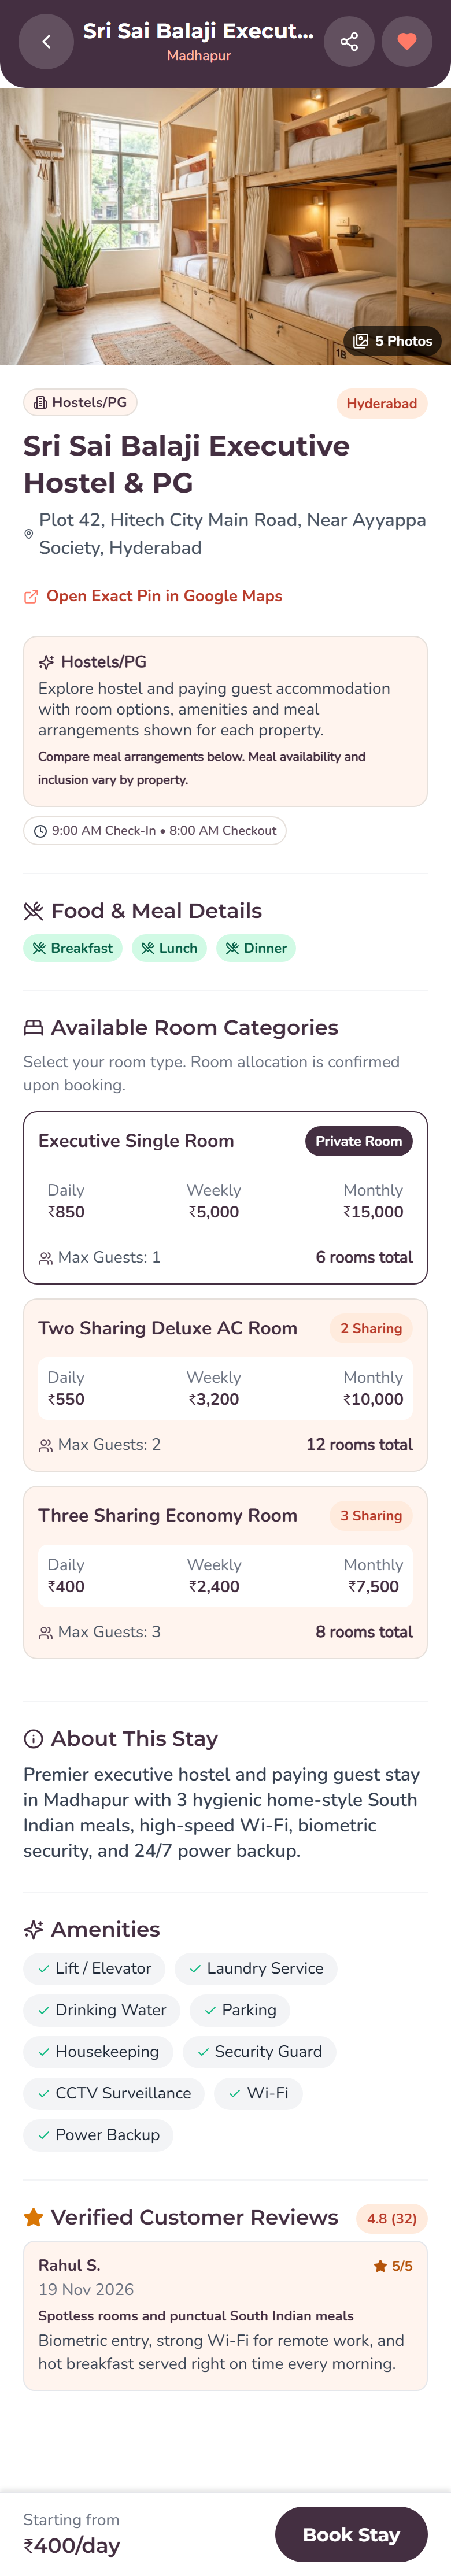 Sri Sai Balaji Execut...
Madhapur
1A
1B
5 Photos
Hostels/PG
Hyderabad
Sri Sai Balaji Executive
Hostel & PG
Plot 42, Hitech City Main Road, Near Ayyappa
Society, Hyderabad
Open Exact Pin in Google Maps
Hostels/PG
Explore hostel and paying guest accommodation
with room options, amenities and meal
arrangements shown for each property.
Compare meal arrangements below. Meal availability and
inclusion vary by property.
9:00 AM Check-In • 8:00 AM Checkout
Food & Meal Details
Breakfast Lunch Dinner
Available Room Categories
Select your room type. Room allocation is confirmed
upon booking.
Executive Single Room Private Room
Daily Weekly Monthly
₹850 ₹5,000 ₹15,000
Max Guests: 1 6 rooms total
Two Sharing Deluxe AC Room 2 Sharing
Daily Weekly Monthly
₹550 ₹3,200 ₹10,000
Max Guests: 2 12 rooms total
Three Sharing Economy Room 3 Sharing
Daily Weekly Monthly
₹400 ₹2,400 ₹7,500
Max Guests: 3 8 rooms total
About This Stay
Premier executive hostel and paying guest stay
in Madhapur with 3 hygienic home-style South
Indian meals, high-speed Wi-Fi, biometric
security, and 24/7 power backup.
Amenities
Lift / Elevator Laundry Service
Drinking Water Parking
Housekeeping Security Guard
CCTV Surveillance Wi-Fi
Power Backup
Verified Customer Reviews 4.8 (32)
Rahul S. 5/5
19 Nov 2026
Spotless rooms and punctual South Indian meals
Biometric entry, strong Wi-Fi for remote work, and
hot breakfast served right on time every morning.
Starting from
₹400/day
Book Stay